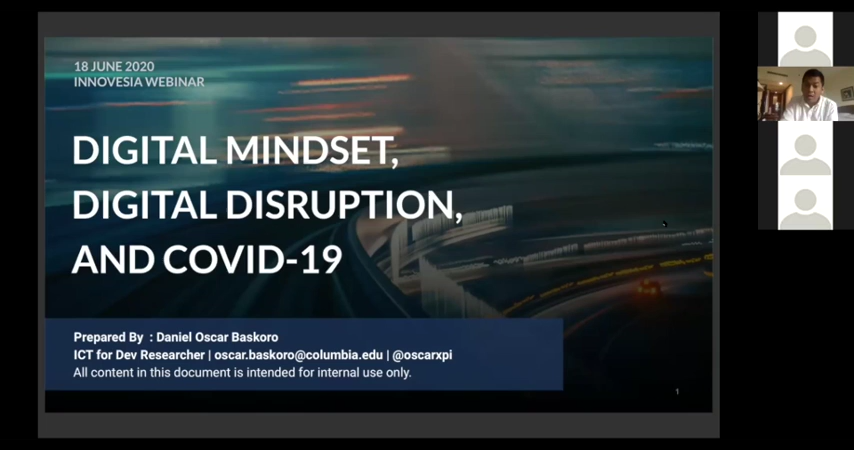 18 JUNE 2020
INNOVESIA WEBINAR
DIGITAL MINDSET,
DIGITAL DISRUPTION,
AND COVID-19
Prepared By : Daniel Oscar Baskoro
ICT for Dev Researcher | oscar.baskoro@columbia.edu | @oscarxpi
All content in this document is intended for internal use only.
1